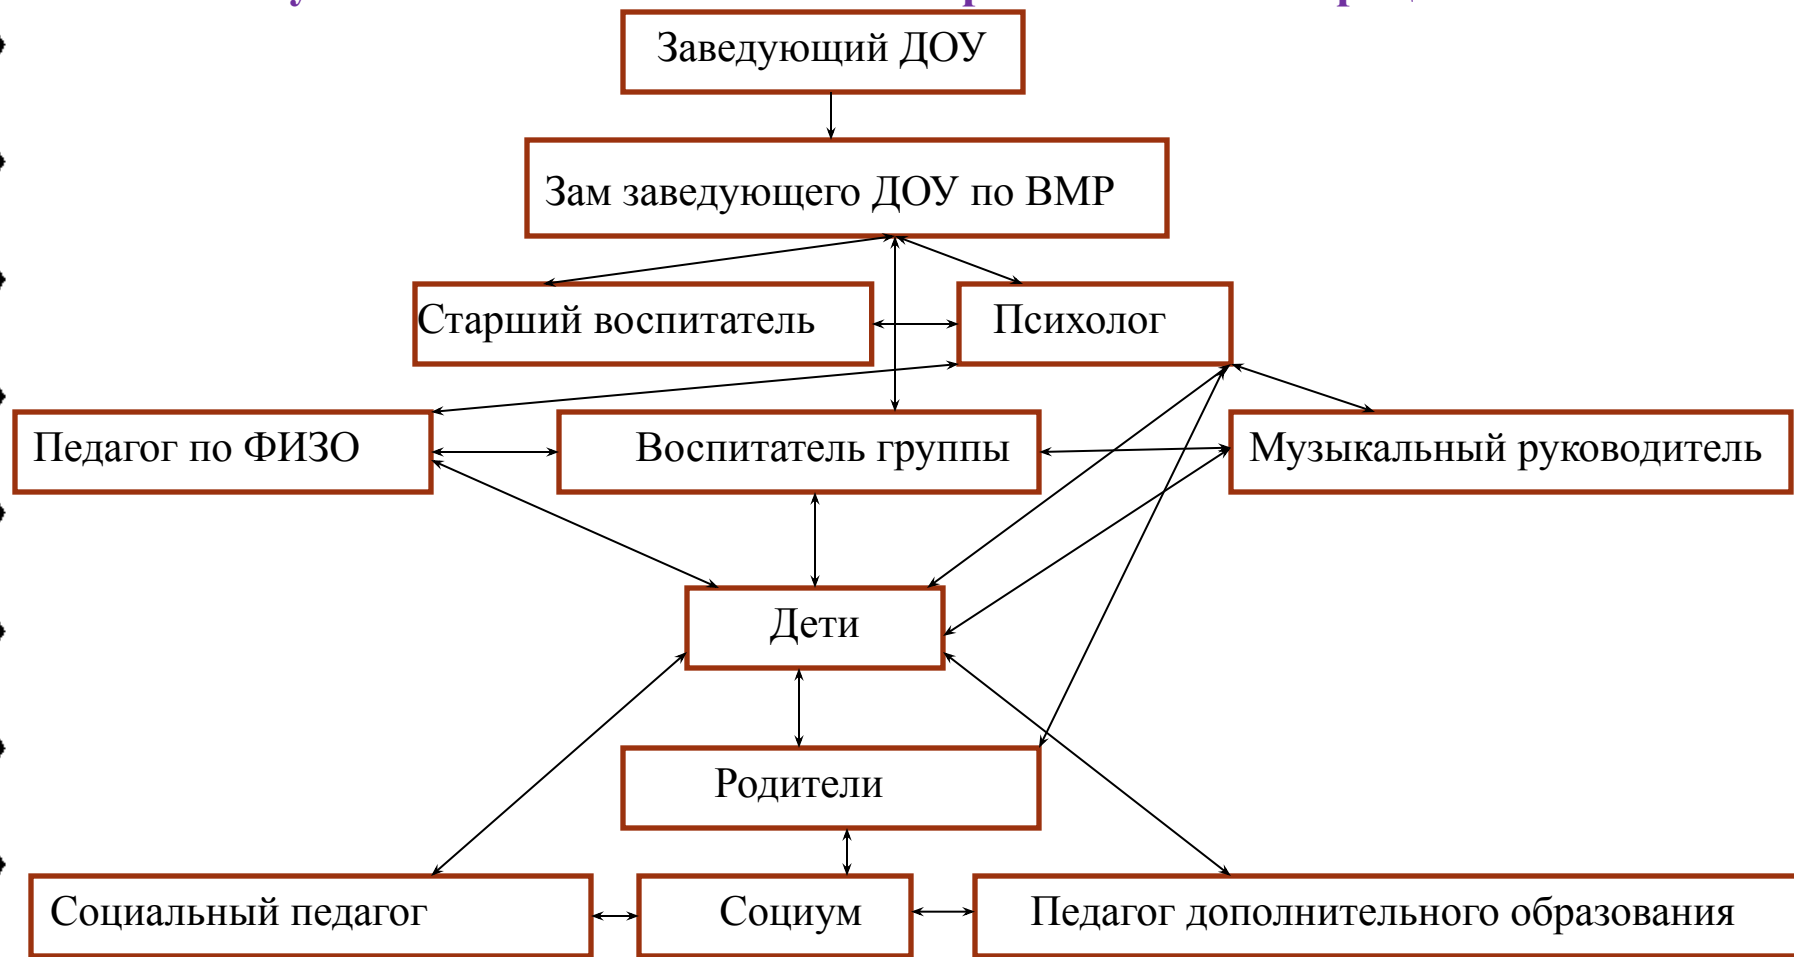 Заведующий ДОУ
Зам заведующего ДОУ по ВМР
Старший воспитатель
Психолог
Педагог по ФИЗО
Воспитатель группы
Музыкальный руководитель
Дети
Родители
Социальный педагог
Социум
Педагог дополнительного образования